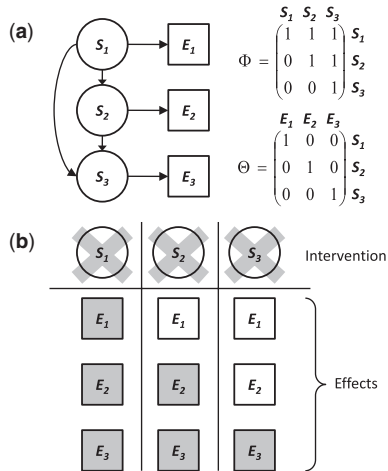 (a)
S1 E1
S2 E2
S3 E3
S1 S2 S3
Φ = ( 1 1 1 ) S1
( 0 1 1 ) S2
( 0 0 1 ) S3
E1 E2 E3
Θ = ( 1 0 0 ) S1
( 0 1 0 ) S2
( 0 0 1 ) S3
(b)
S1 S2 S3 Intervention
E1 E1 E1
E2 E2 E2
Effects
E3 E3 E3